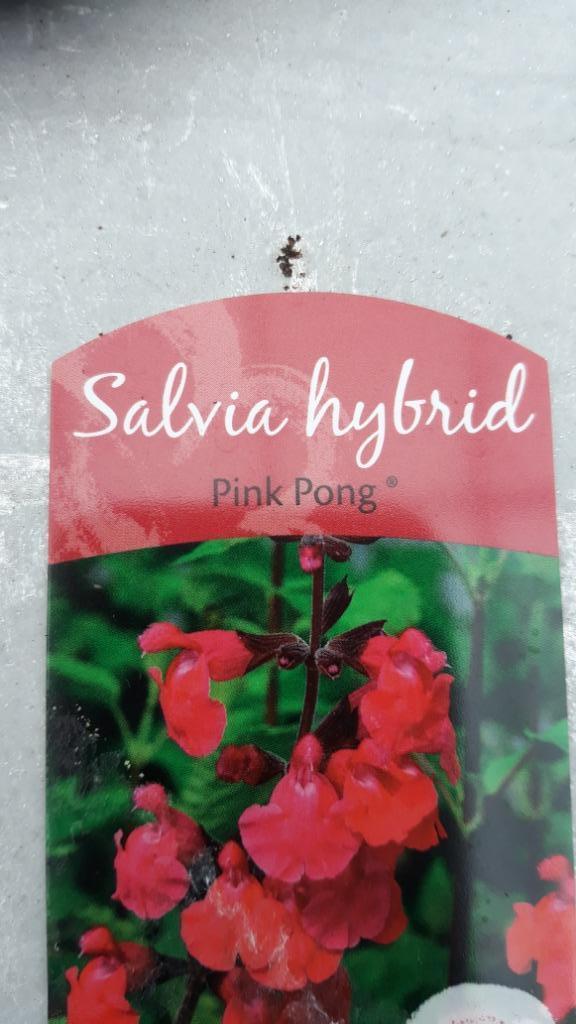 Salvia hybrid
Pink Pong ®